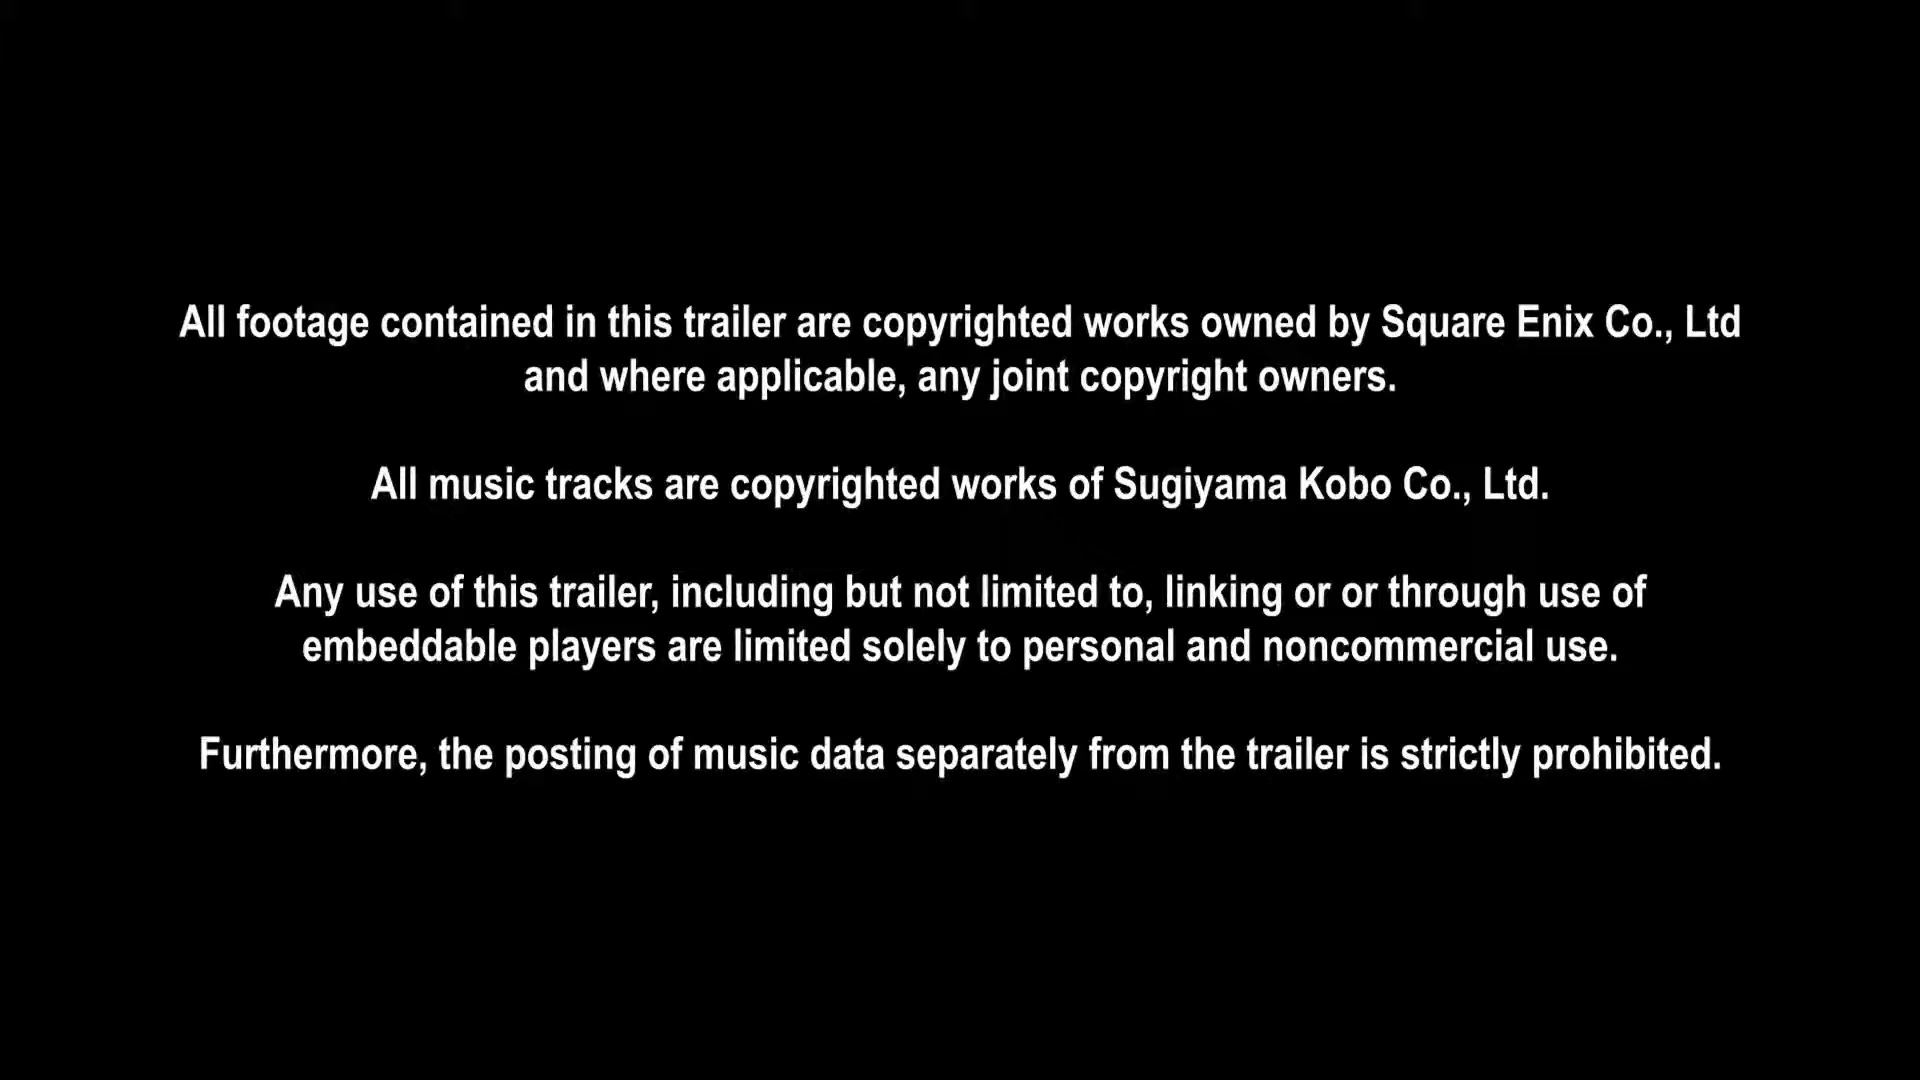 All footage contained in this trailer are copyrighted works owned by Square Enix Co., Ltd
and where applicable, any joint copyright owners.
All music tracks are copyrighted works of Sugiyama Kobo Co., Ltd.
Any use of this trailer, including but not limited to, linking or or through use of
embeddable players are limited solely to personal and noncommercial use.
Furthermore, the posting of music data separately from the trailer is strictly prohibited.